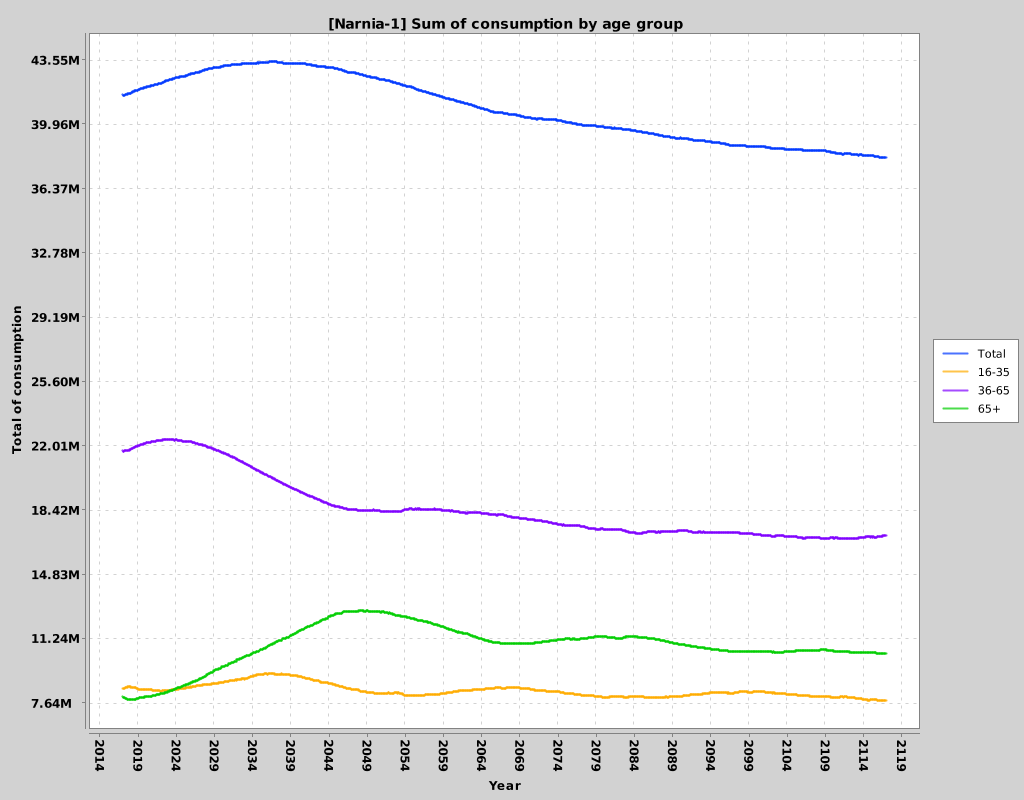 [Narnia-1] Sum of consumption by age group
43.55M
39.96M
36.37M
32.78M
29.19M
25.60M
22.01M
18.42M
14.83M
11.24M
7.64M
Total of consumption
2014 2019 2024 2029 2034 2039 2044 2049 2054 2059 2064 2069 2074 2079 2084 2089 2094 2099 2104 2109 2114 2119
Year
Total
16-35
36-65
65+